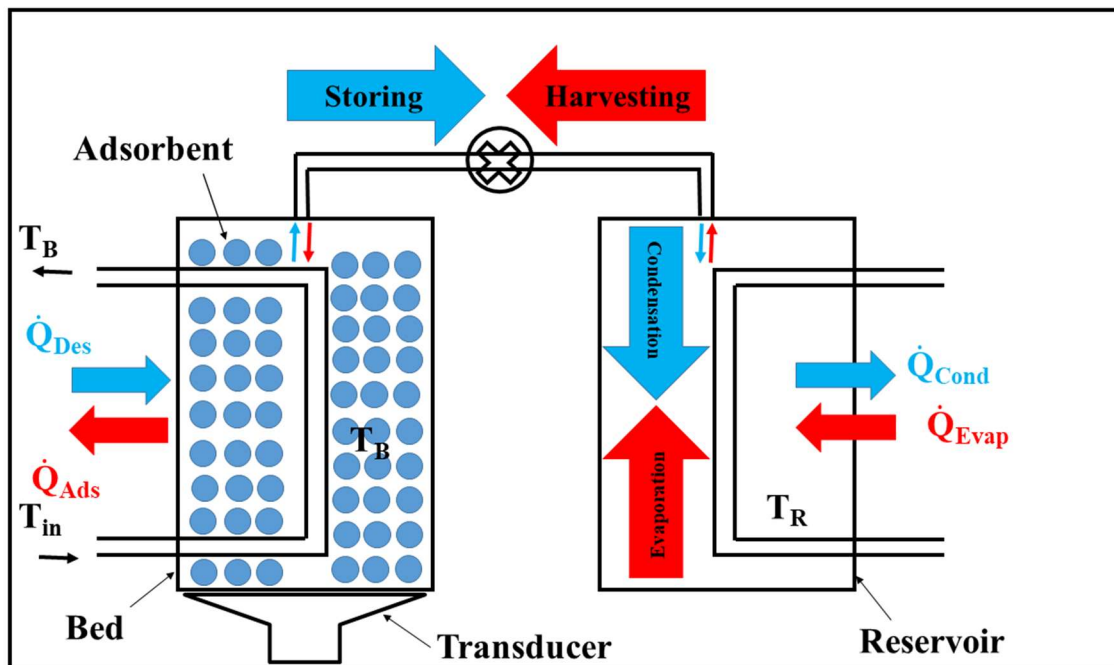 Storing
Harvesting
Adsorbent
T_B
Q̇_Des
Q̇_Ads
T_in
T_B
Condensation
Evaporation
Q̇_Cond
Q̇_Evap
T_R
Bed
Transducer
Reservoir